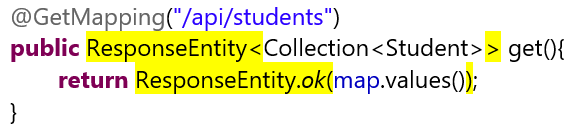 @GetMapping("/api/students")
public ResponseEntity<Collection<Student>> get(){
return ResponseEntity.ok(map.values());
}